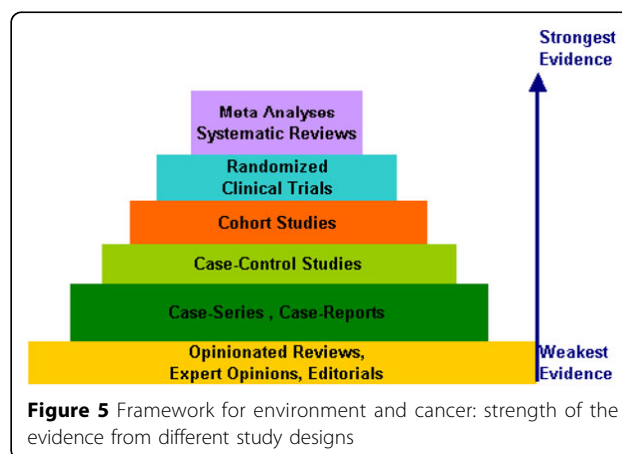 Strongest
Evidence
Meta Analyses
Systematic Reviews
Randomized
Clinical Trials
Cohort Studies
Case-Control Studies
Case-Series , Case-Reports
Opinionated Reviews,
Expert Opinions, Editorials
Weakest
Evidence
Figure 5 Framework for environment and cancer: strength of the
evidence from different study designs